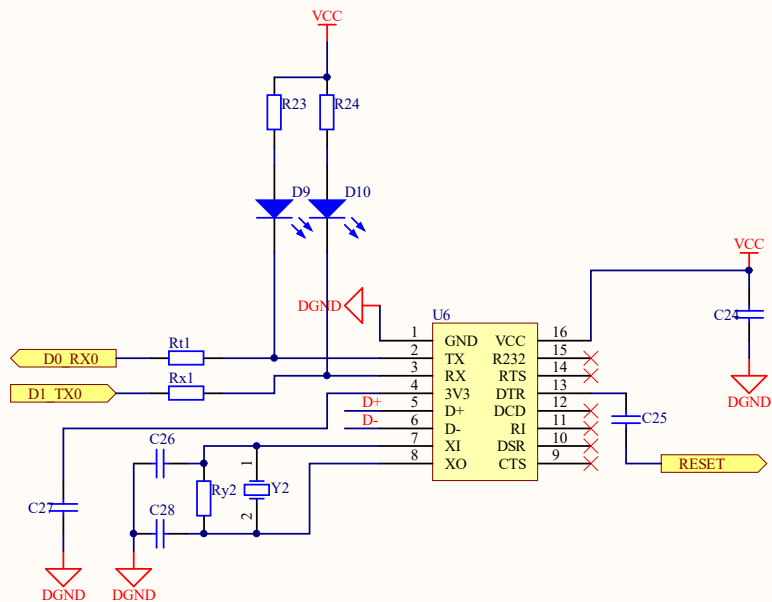 VCC
R23 R24
D9 D10
VCC
C24
DGND
DGND
U6
1 GND VCC 16
D0_RX0 Rt1 2 TX R232 15
3 RX RTS 14
D1_TX0 Rx1
4 3V3 DTR 13
D+ 5 D+ DCD 12
D- 6 D- RI 11
C25
7 XI DSR 10
8 XO CTS 9
RESET
C26
1
Ry2 Y2
C27
C28
2
DGND DGND